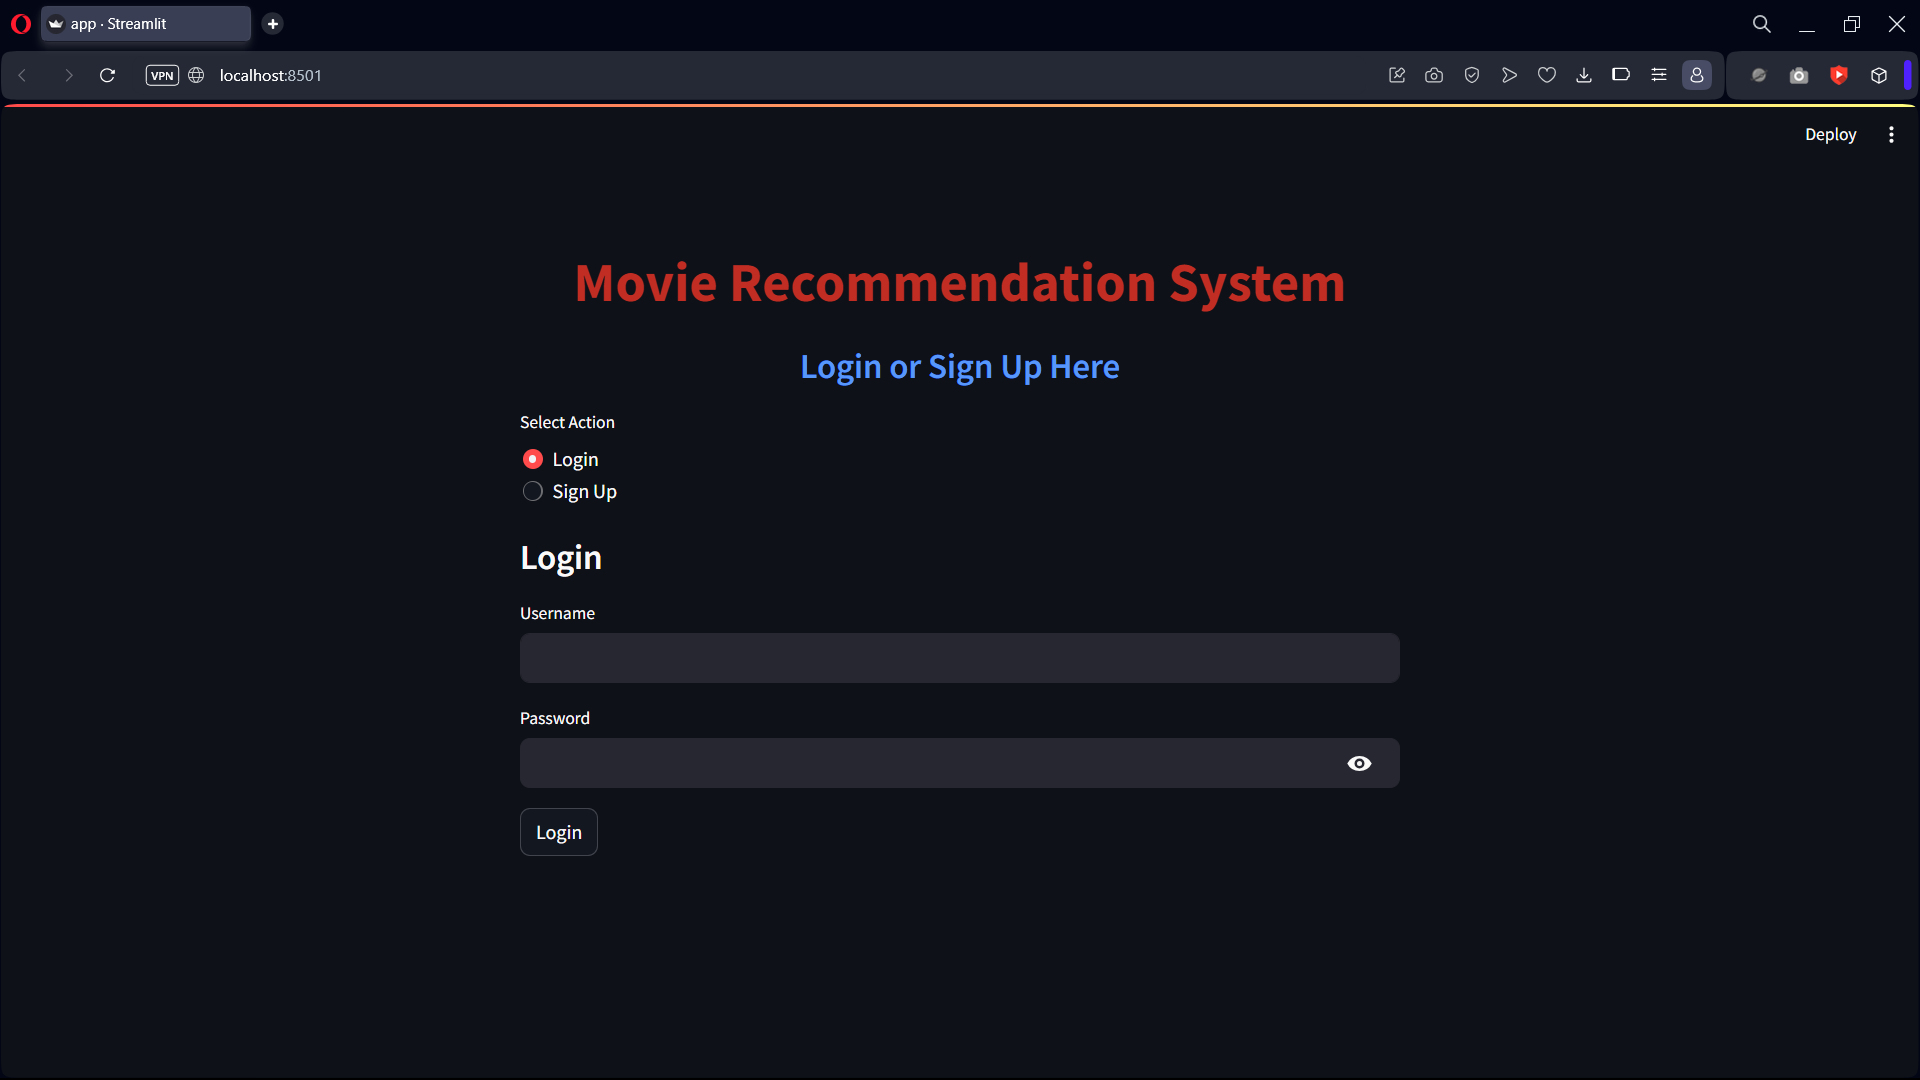 app · Streamlit
VPN localhost:8501
Deploy
Movie Recommendation System
Login or Sign Up Here
Select Action
Login
Sign Up
Login
Username
Password
Login